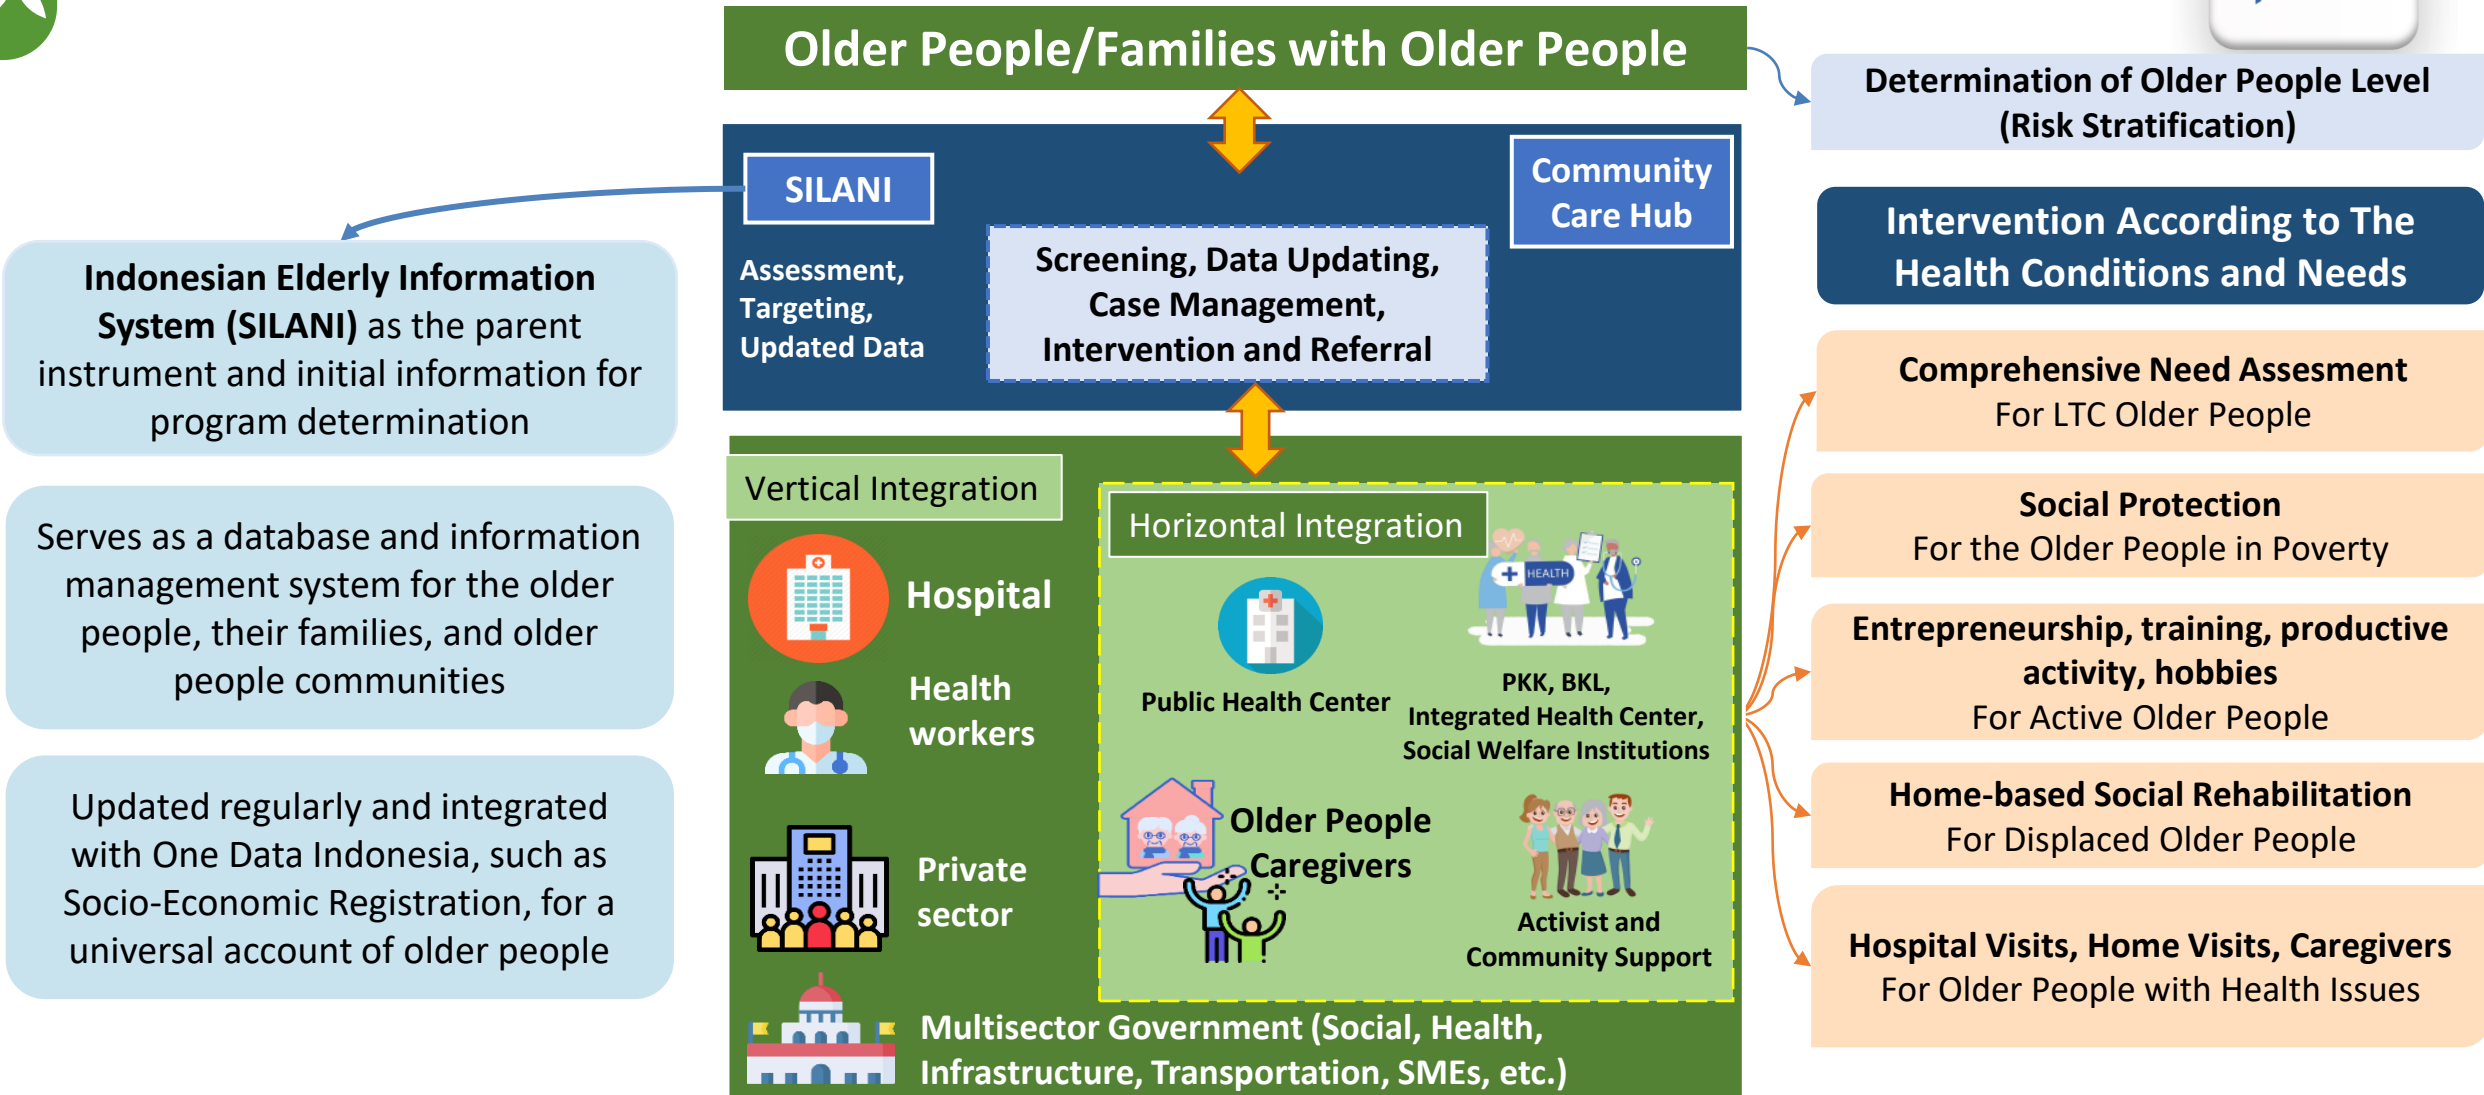 Older People/Families with Older People
Determination of Older People Level
(Risk Stratification)
SILANI
Assessment,
Targeting,
Updated Data
Community
Care Hub
Screening, Data Updating,
Case Management,
Intervention and Referral
Indonesian Elderly Information
System (SILANI) as the parent
instrument and initial information for
program determination
Serves as a database and information
management system for the older
people, their families, and older
people communities
Updated regularly and integrated
with One Data Indonesia, such as
Socio-Economic Registration, for a
universal account of older people
Vertical Integration
Hospital
Health
workers
Private
sector
Multisector Government (Social, Health,
Infrastructure, Transportation, SMEs, etc.)
Horizontal Integration
HEALTH
Public Health Center
PKK, BKL,
Integrated Health Center,
Social Welfare Institutions
Older People
Caregivers
Activist and
Community Support
Intervention According to The
Health Conditions and Needs
Comprehensive Need Assesment
For LTC Older People
Social Protection
For the Older People in Poverty
Entrepreneurship, training, productive
activity, hobbies
For Active Older People
Home-based Social Rehabilitation
For Displaced Older People
Hospital Visits, Home Visits, Caregivers
For Older People with Health Issues